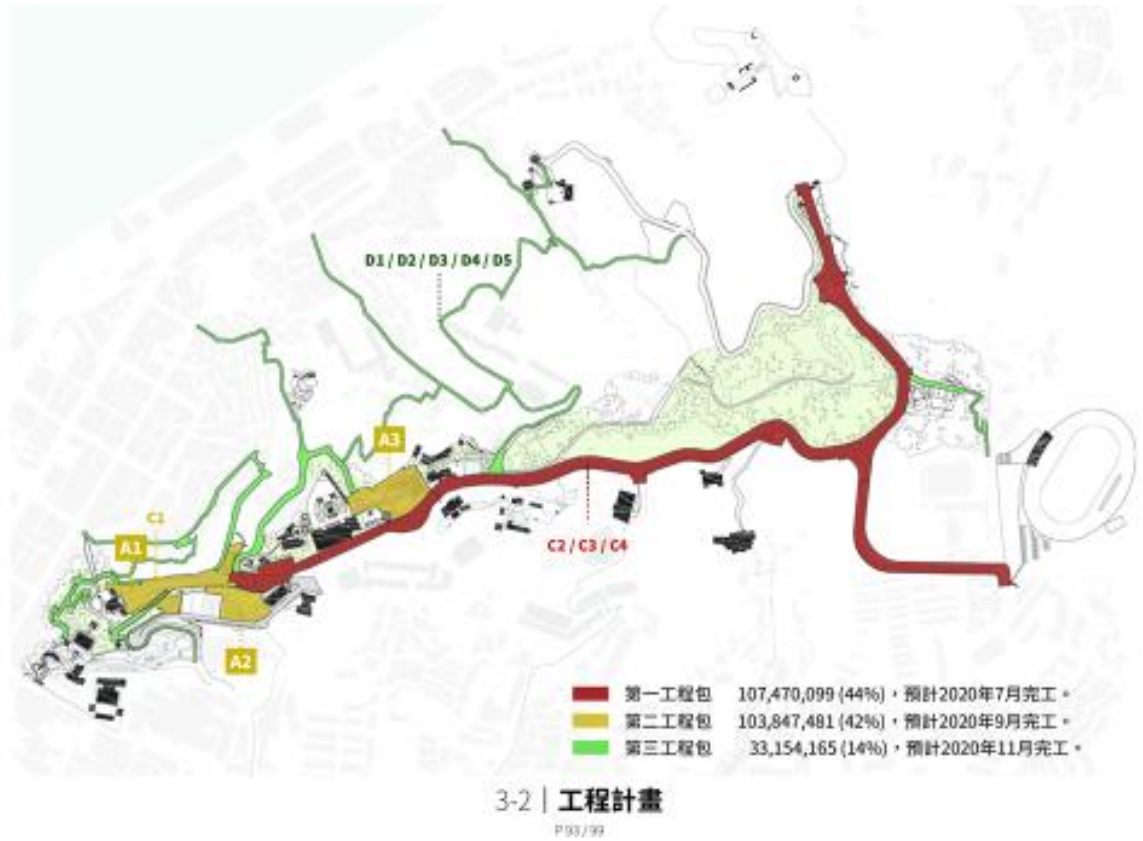 D1 / D2 / D3 / D4 / D5
A3
C1
A1
C2 / C3 / C4
A2
第一工程包 107,470,099 (44%)，預計2020年7月完工。
第二工程包 103,847,481 (42%)，預計2020年9月完工。
第三工程包 33,154,165 (14%)，預計2020年11月完工。
3-2｜工程計畫
P 93 / 99